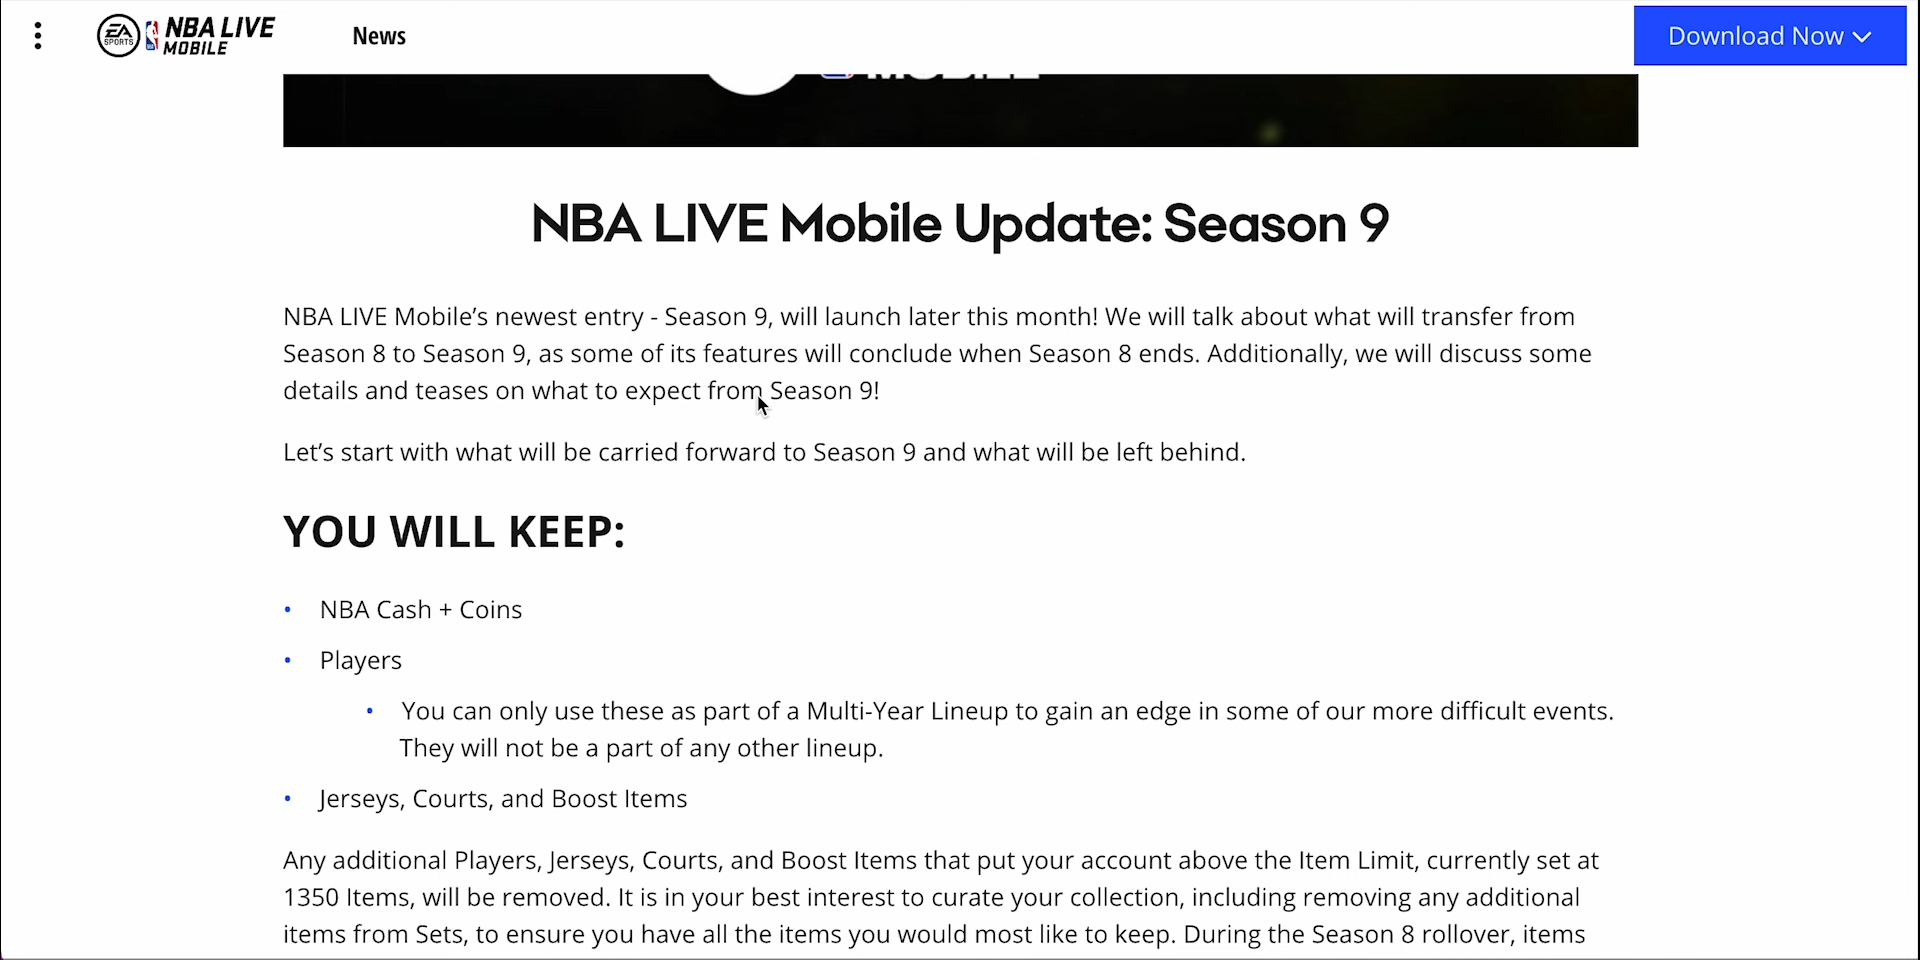 EA
SPORTS
NBA LIVE
MOBILE
News
Download Now
MOBILE
NBA LIVE Mobile Update: Season 9
NBA LIVE Mobile’s newest entry - Season 9, will launch later this month! We will talk about what will transfer from
Season 8 to Season 9, as some of its features will conclude when Season 8 ends. Additionally, we will discuss some
details and teases on what to expect from Season 9!
Let’s start with what will be carried forward to Season 9 and what will be left behind.
YOU WILL KEEP:
• NBA Cash + Coins
• Players
• You can only use these as part of a Multi-Year Lineup to gain an edge in some of our more difficult events.
They will not be a part of any other lineup.
• Jerseys, Courts, and Boost Items
Any additional Players, Jerseys, Courts, and Boost Items that put your account above the Item Limit, currently set at
1350 Items, will be removed. It is in your best interest to curate your collection, including removing any additional
items from Sets, to ensure you have all the items you would most like to keep. During the Season 8 rollover, items